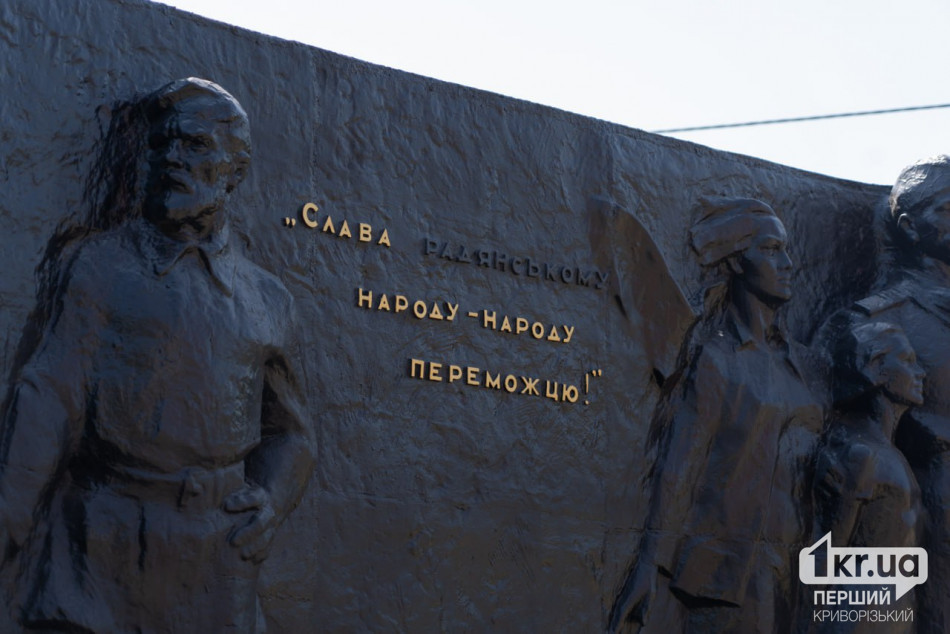 „Слава радянському
народу – народу
переможцю!”
1kr.ua
ПЕРШИЙ
КРИВОРІЗЬКИЙ